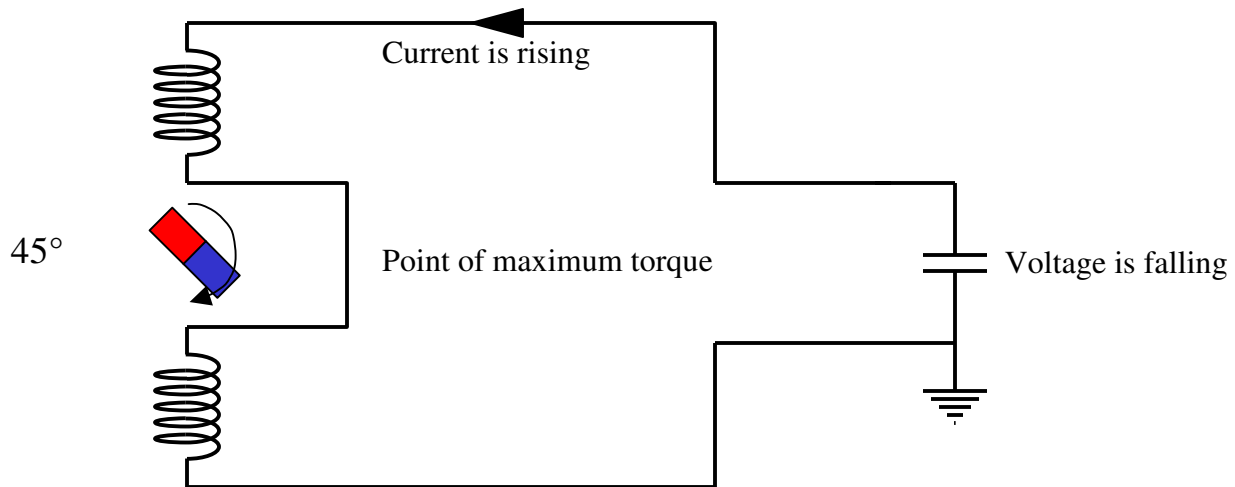 Current is rising
45°
Point of maximum torque
Voltage is falling